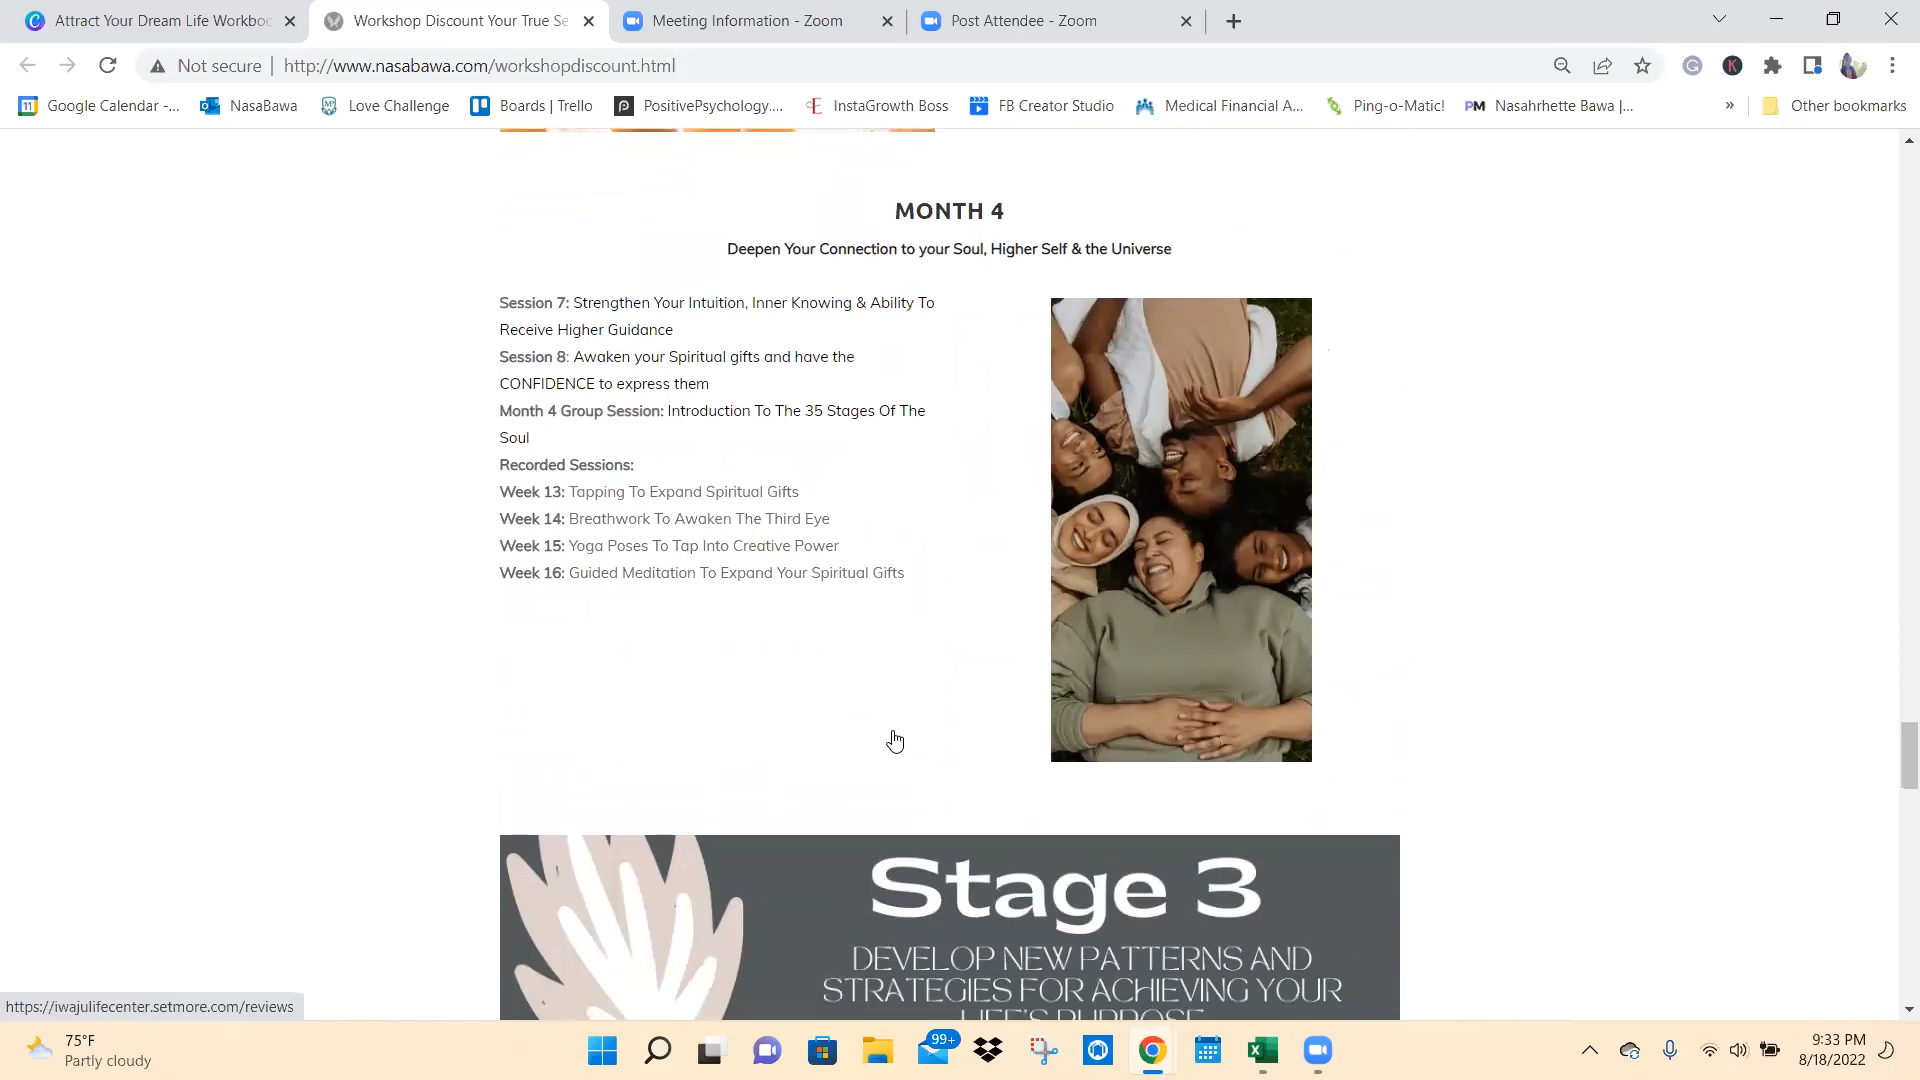 Attract Your Dream Life Workboo
Workshop Discount Your True Se
Meeting Information - Zoom
Post Attendee - Zoom
Not secure
http://www.nasabawa.com/workshopdiscount.html
Google Calendar -...
NasaBawa
Love Challenge
Boards | Trello
PositivePsychology....
InstaGrowth Boss
FB Creator Studio
Medical Financial A...
Ping-o-Matic!
PM
Nasahrhette Bawa |...
»
Other bookmarks
MONTH 4
Deepen Your Connection to your Soul, Higher Self & the Universe
Session 7: Strengthen Your Intuition, Inner Knowing & Ability To
Receive Higher Guidance
Session 8: Awaken your Spiritual gifts and have the
CONFIDENCE to express them
Month 4 Group Session: Introduction To The 35 Stages Of The
Soul
Recorded Sessions:
Week 13: Tapping To Expand Spiritual Gifts
Week 14: Breathwork To Awaken The Third Eye
Week 15: Yoga Poses To Tap Into Creative Power
Week 16: Guided Meditation To Expand Your Spiritual Gifts
Stage 3
DEVELOP NEW PATTERNS AND
STRATEGIES FOR ACHIEVING YOUR
LIFE'S PURPOSE
https://iwajulifecenter.setmore.com/reviews
75°F
Partly cloudy
99+
9:33 PM
8/18/2022